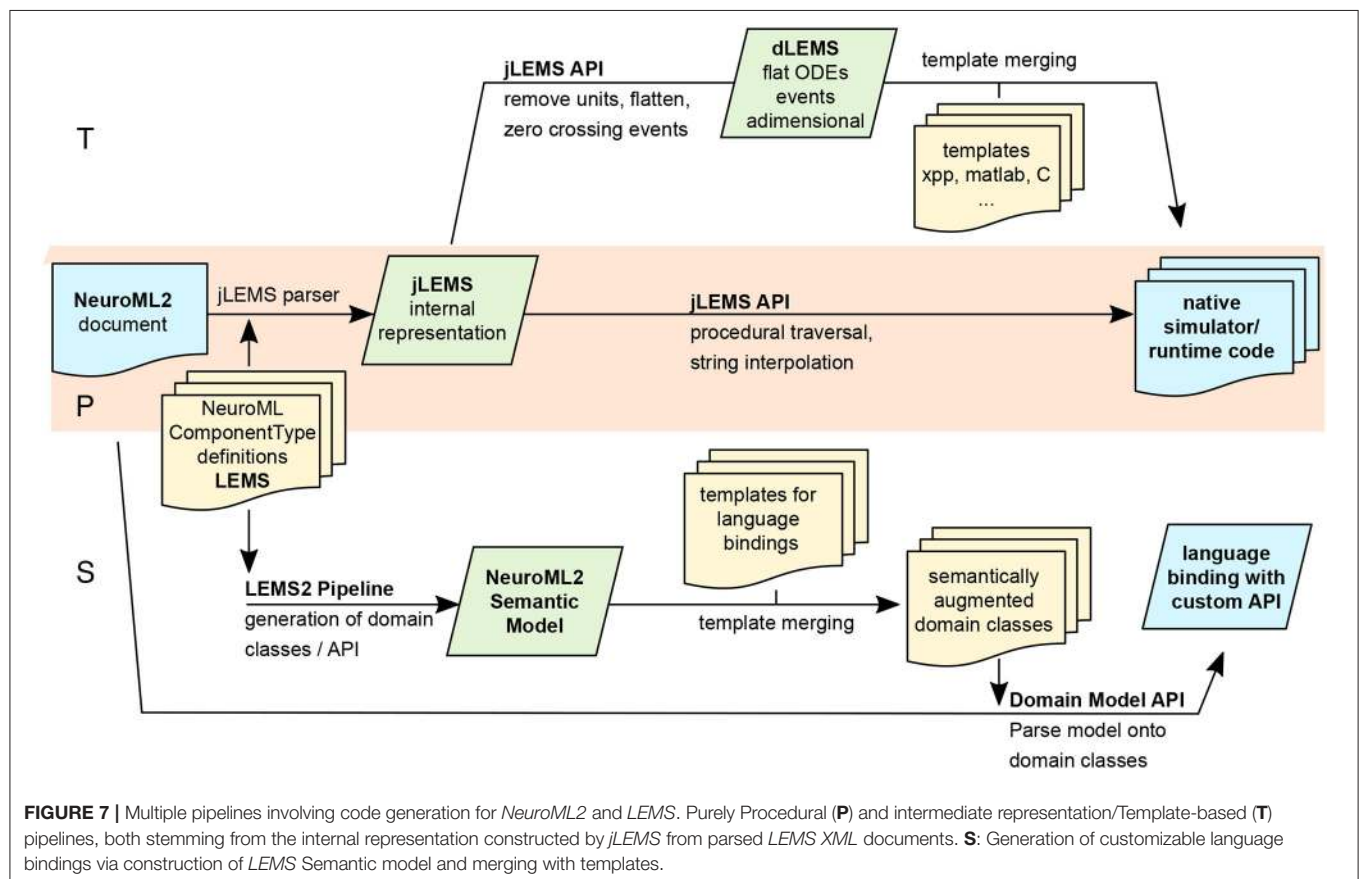 T
jLEMS API
remove units, flatten,
zero crossing events
dLEMS
flat ODEs
events
adimensional
template merging
templates
xpp, matlab, C
...
P
NeuroML2
document
jLEMS parser
jLEMS
internal
representation
jLEMS API
procedural traversal,
string interpolation
native
simulator/
runtime code
NeuroML
ComponentType
definitions
LEMS
S
LEMS2 Pipeline
generation of domain
classes / API
NeuroML2
Semantic
Model
templates for
language
bindings
template merging
semantically
augmented
domain classes
language
binding with
custom API
Domain Model API
Parse model onto
domain classes
FIGURE 7 | Multiple pipelines involving code generation for NeuroML2 and LEMS. Purely Procedural (P) and intermediate representation/Template-based (T)
pipelines, both stemming from the internal representation constructed by jLEMS from parsed LEMS XML documents. S: Generation of customizable language
bindings via construction of LEMS Semantic model and merging with templates.